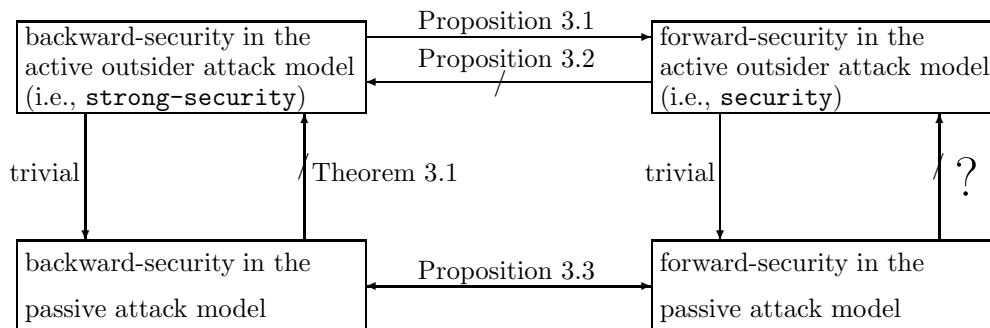 Proposition 3.1
backward-security in the
active outsider attack model
(i.e., strong-security)
Proposition 3.2
forward-security in the
active outsider attack model
(i.e., security)
trivial
Theorem 3.1
trivial
?
backward-security in the
passive attack model
Proposition 3.3
forward-security in the
passive attack model